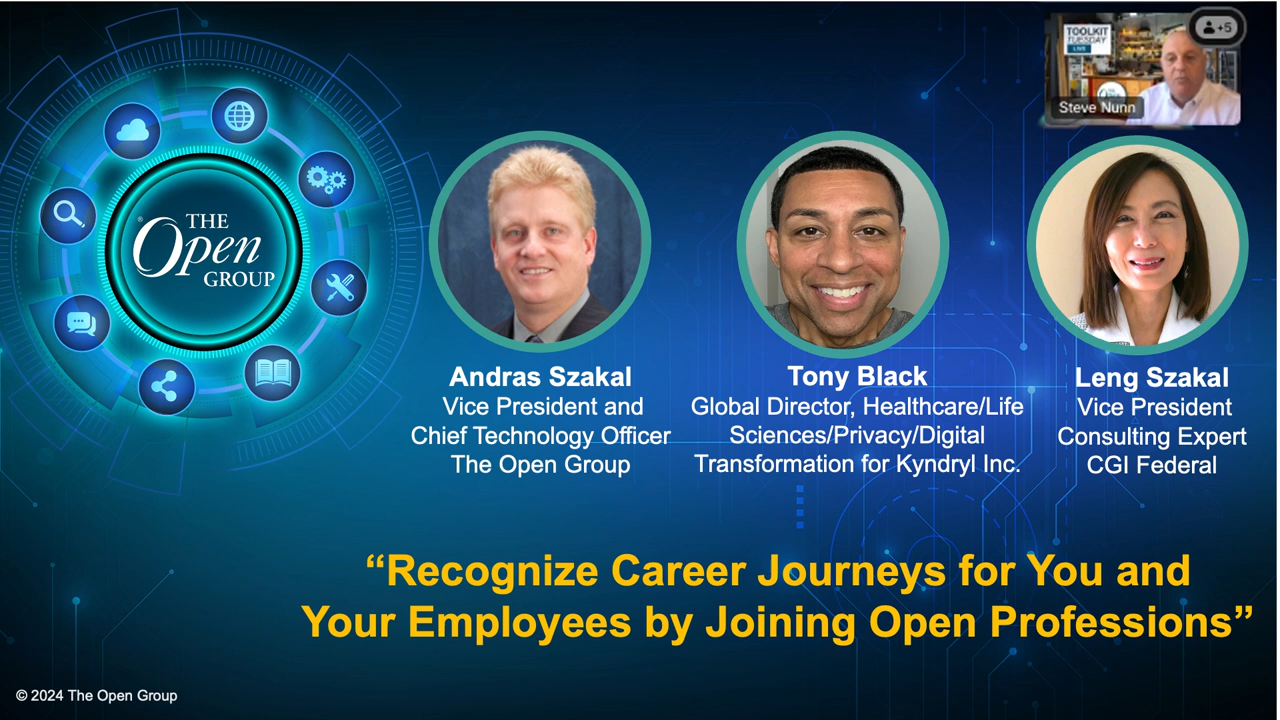 TOOLKIT
TUESDAY
LIVE
+5
Steve Nunn
® THE
Open
GROUP
Andras Szakal
Vice President and
Chief Technology Officer
The Open Group
Tony Black
Global Director, Healthcare/Life
Sciences/Privacy/Digital
Transformation for Kyndryl Inc.
Leng Szakal
Vice President
Consulting Expert
CGI Federal
“Recognize Career Journeys for You and
Your Employees by Joining Open Professions”
© 2024 The Open Group